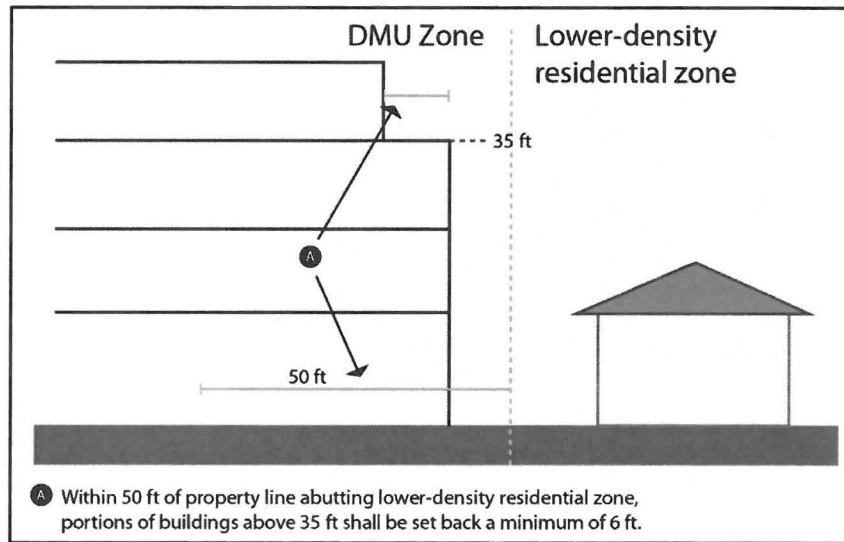 DMU Zone
Lower-density
residential zone
35 ft
A
50 ft
A Within 50 ft of property line abutting lower-density residential zone,
portions of buildings above 35 ft shall be set back a minimum of 6 ft.